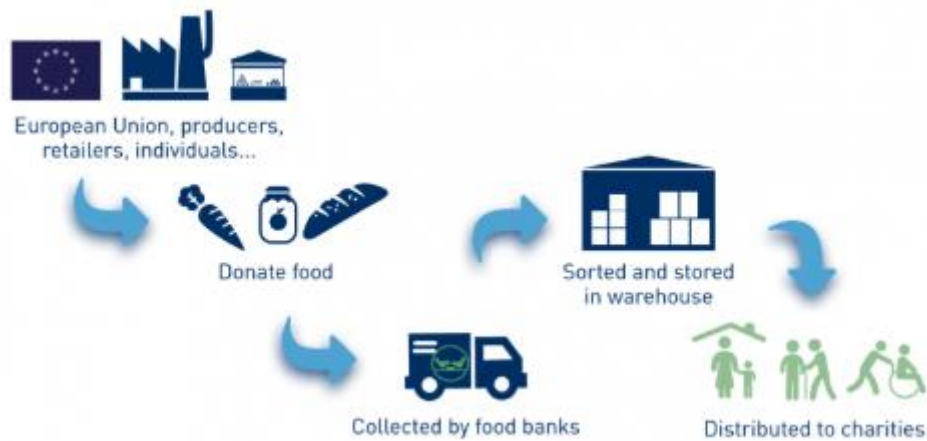 European Union, producers,
retailers, individuals...
Donate food
Collected by food banks
Sorted and stored
in warehouse
Distributed to charities